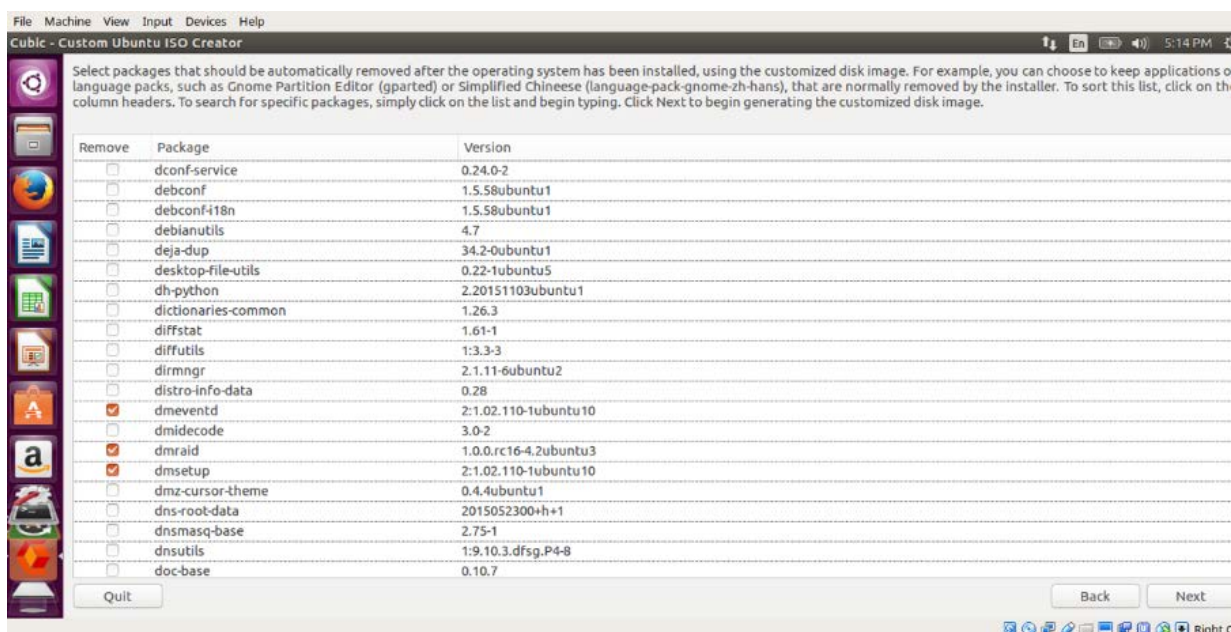 File Machine View Input Devices Help
Cubic - Custom Ubuntu ISO Creator En 5:14 PM
Select packages that should be automatically removed after the operating system has been installed, using the customized disk image. For example, you can choose to keep applications o
language packs, such as Gnome Partition Editor (gparted) or Simplified Chineese (language-pack-gnome-zh-hans), that are normally removed by the installer. To sort this list, click on the
column headers. To search for specific packages, simply click on the list and begin typing. Click Next to begin generating the customized disk image.
Remove Package Version
dconf-service 0.24.0-2
debconf 1.5.58ubuntu1
debconf-i18n 1.5.58ubuntu1
debianutils 4.7
deja-dup 34.2-0ubuntu1
desktop-file-utils 0.22-1ubuntu5
dh-python 2.20151103ubuntu1
dictionaries-common 1.26.3
diffstat 1.61-1
diffutils 1:3.3-3
dirmngr 2.1.11-6ubuntu2
distro-info-data 0.28
dmeventd 2:1.02.110-1ubuntu10
dmidecode 3.0-2
dmraid 1.0.0.rc16-4.2ubuntu3
dmsetup 2:1.02.110-1ubuntu10
dmz-cursor-theme 0.4.4ubuntu1
dns-root-data 2015052300+h+1
dnsmasq-base 2.75-1
dnsutils 1:9.10.3.dfsg.P4-8
doc-base 0.10.7
Quit Back Next
Right C